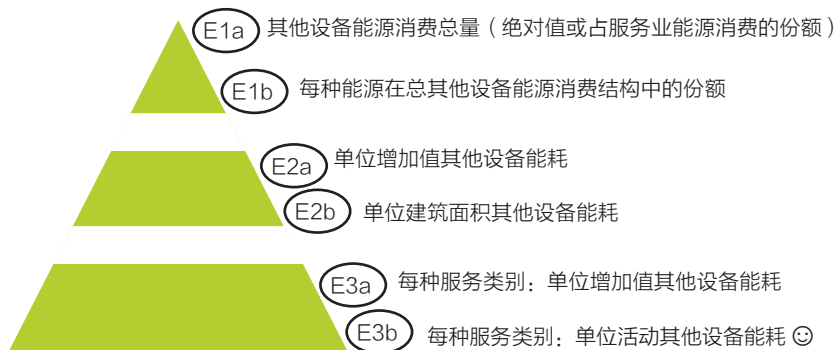 E1a 其他设备能源消费总量（绝对值或占服务业能源消费的份额）
E1b 每种能源在总其他设备能源消费结构中的份额
E2a 单位增加值其他设备能耗
E2b 单位建筑面积其他设备能耗
E3a 每种服务类别：单位增加值其他设备能耗
E3b 每种服务类别：单位活动其他设备能耗 ☺